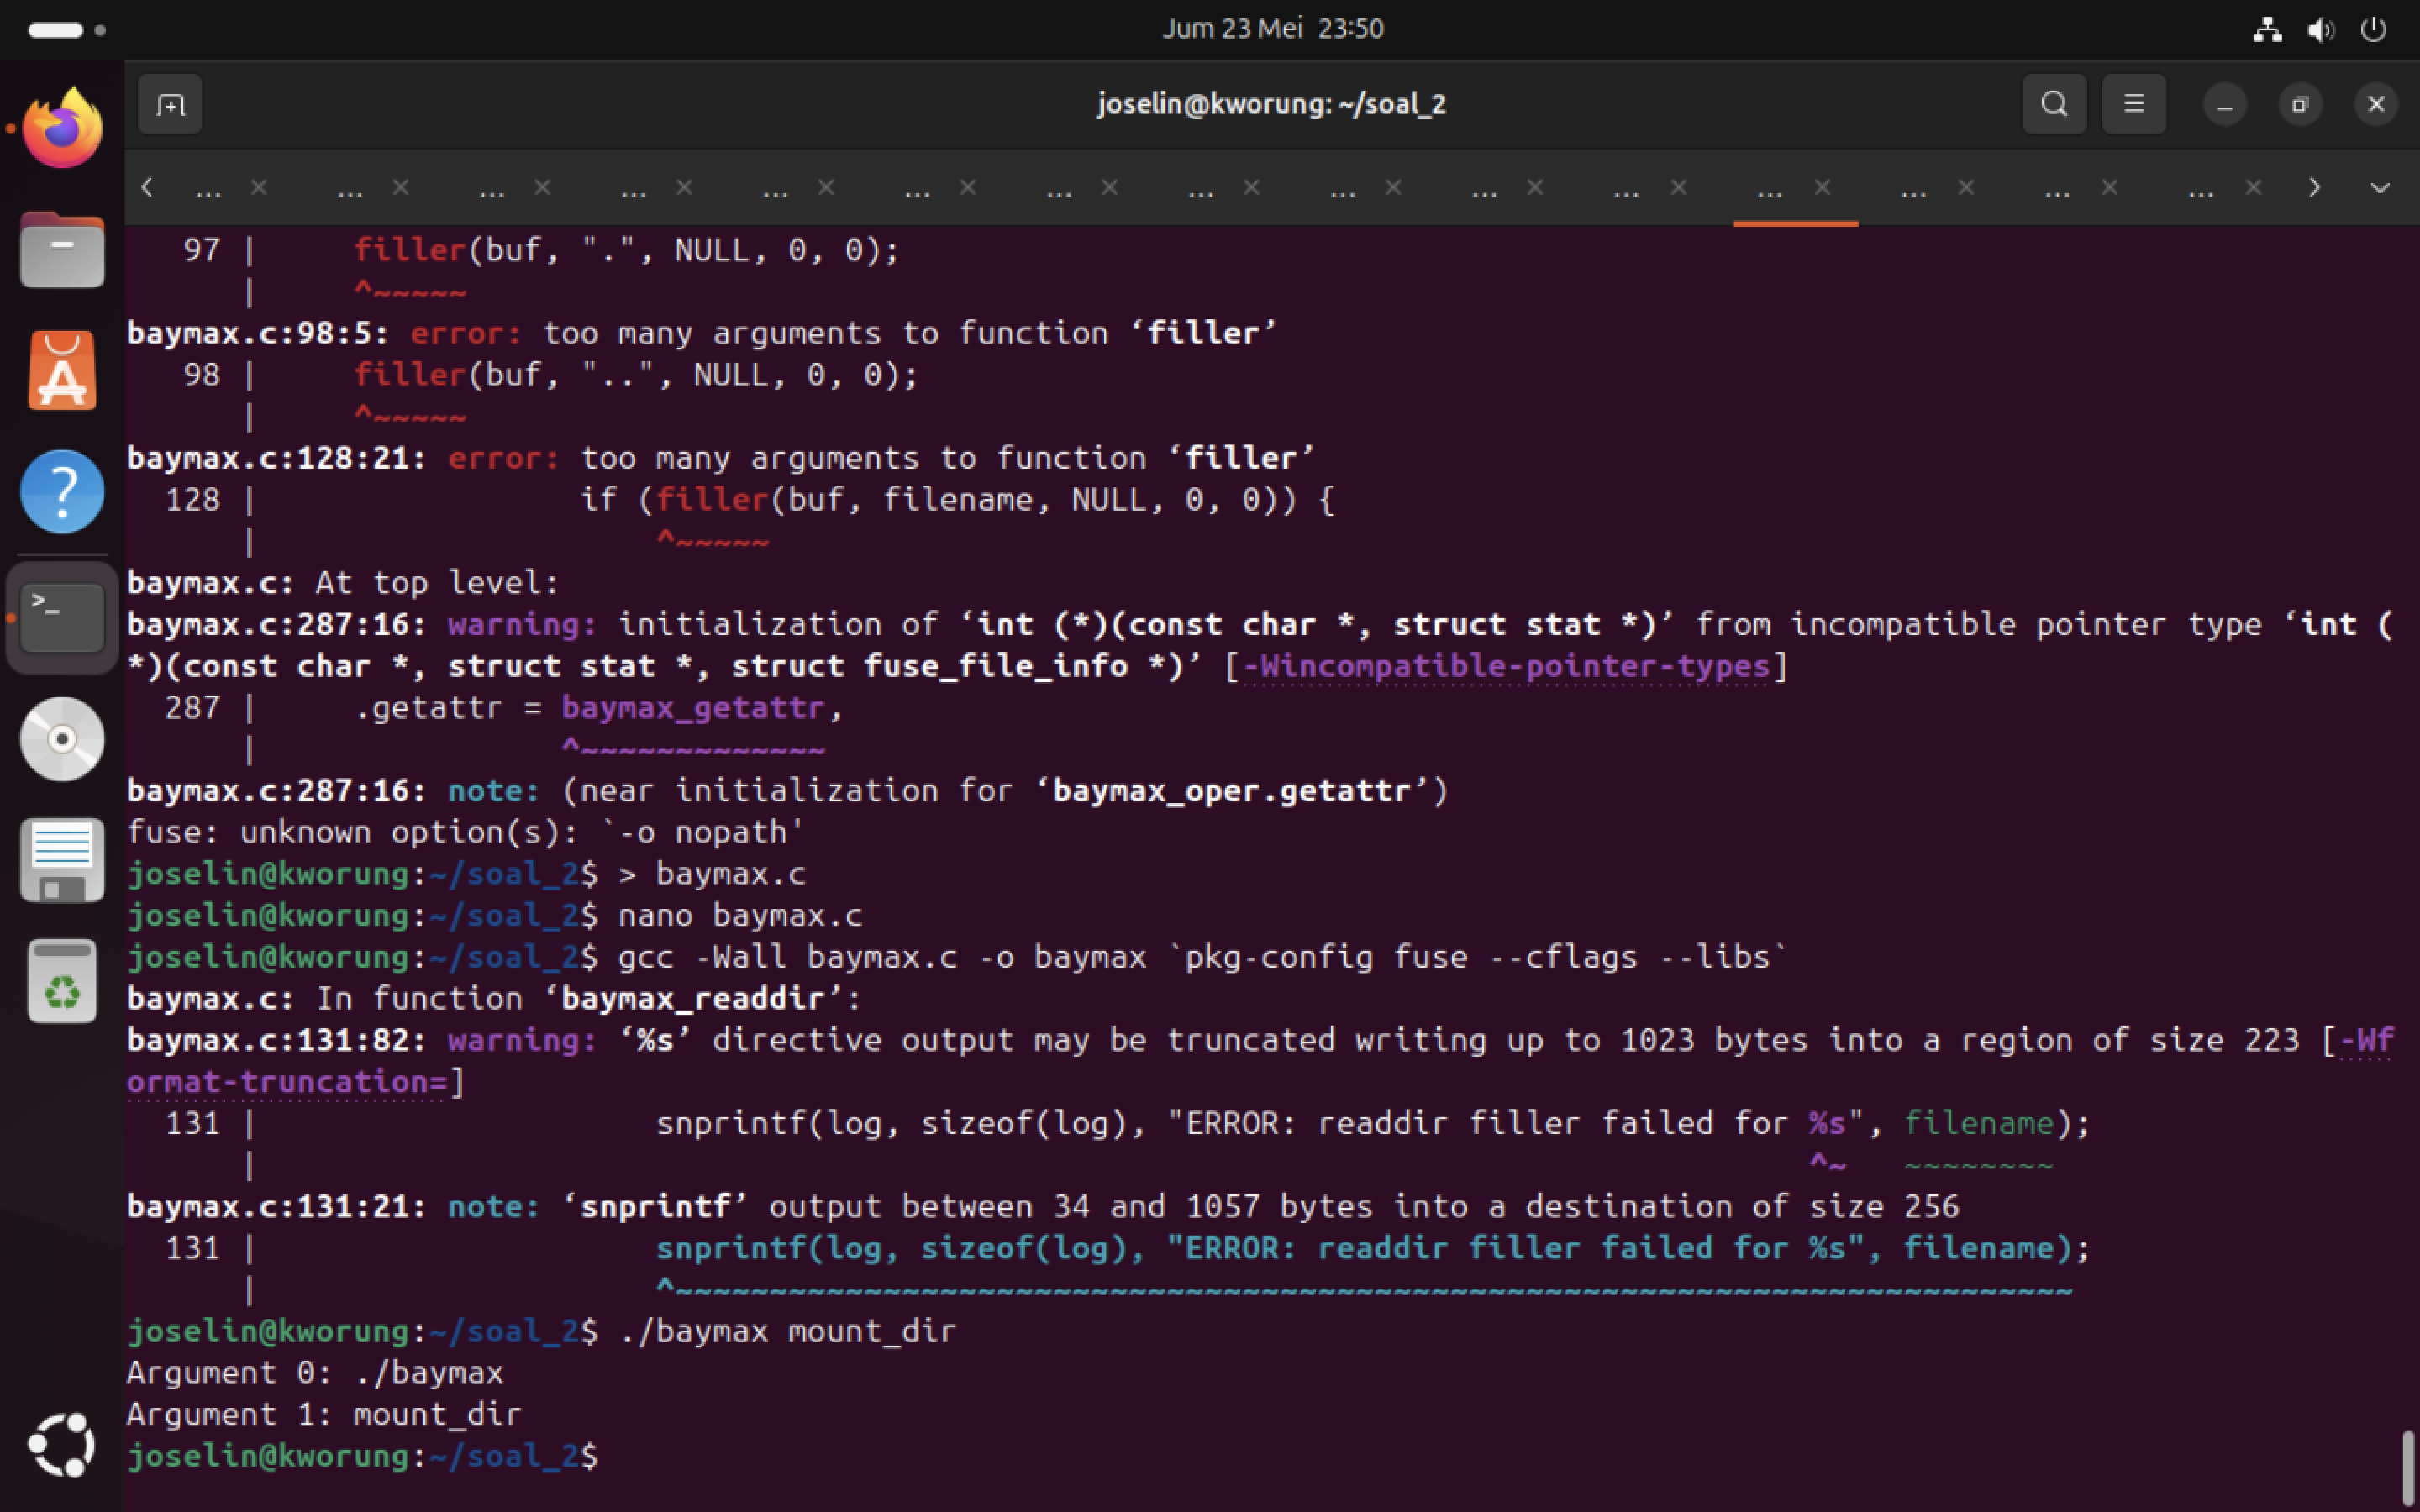 Jum 23 Mei 23:50
joselin@kworung: ~/soal_2
... ... ... ... ... ... ... ... ... ... ... ... ... ... ...
97 |     filler(buf, ".", NULL, 0, 0);
|     ^~~~~~
baymax.c:98:5: error: too many arguments to function ‘filler’
98 |     filler(buf, "..", NULL, 0, 0);
|     ^~~~~~
baymax.c:128:21: error: too many arguments to function ‘filler’
128 |                 if (filler(buf, filename, NULL, 0, 0)) {
|                     ^~~~~~
baymax.c: At top level:
baymax.c:287:16: warning: initialization of ‘int (*)(const char *, struct stat *)’ from incompatible pointer type ‘int (
*)(const char *, struct stat *, struct fuse_file_info *)’ [-Wincompatible-pointer-types]
287 |     .getattr = baymax_getattr,
|                ^~~~~~~~~~~~~~
baymax.c:287:16: note: (near initialization for ‘baymax_oper.getattr’)
fuse: unknown option(s): `-o nopath'
joselin@kworung:~/soal_2$ > baymax.c
joselin@kworung:~/soal_2$ nano baymax.c
joselin@kworung:~/soal_2$ gcc -Wall baymax.c -o baymax `pkg-config fuse --cflags --libs`
baymax.c: In function ‘baymax_readdir’:
baymax.c:131:82: warning: ‘%s’ directive output may be truncated writing up to 1023 bytes into a region of size 223 [-Wf
ormat-truncation=]
131 |                     snprintf(log, sizeof(log), "ERROR: readdir filler failed for %s", filename);
|                                                                                  ^~   ~~~~~~~~
baymax.c:131:21: note: ‘snprintf’ output between 34 and 1057 bytes into a destination of size 256
131 |                     snprintf(log, sizeof(log), "ERROR: readdir filler failed for %s", filename);
|                     ^~~~~~~~~~~~~~~~~~~~~~~~~~~~~~~~~~~~~~~~~~~~~~~~~~~~~~~~~~~~~~~~~~~~~~~~~~~
joselin@kworung:~/soal_2$ ./baymax mount_dir
Argument 0: ./baymax
Argument 1: mount_dir
joselin@kworung:~/soal_2$